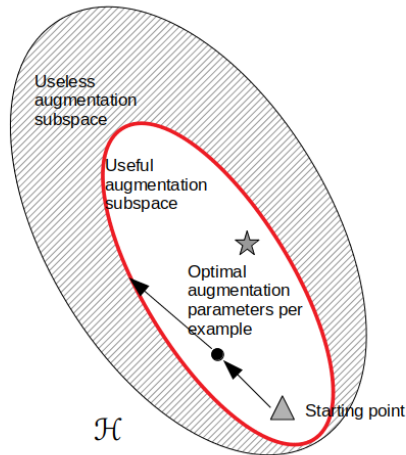 Useless
augmentation
subspace
Useful
augmentation
subspace
Optimal
augmentation
parameters per
example
Starting point
ℋ